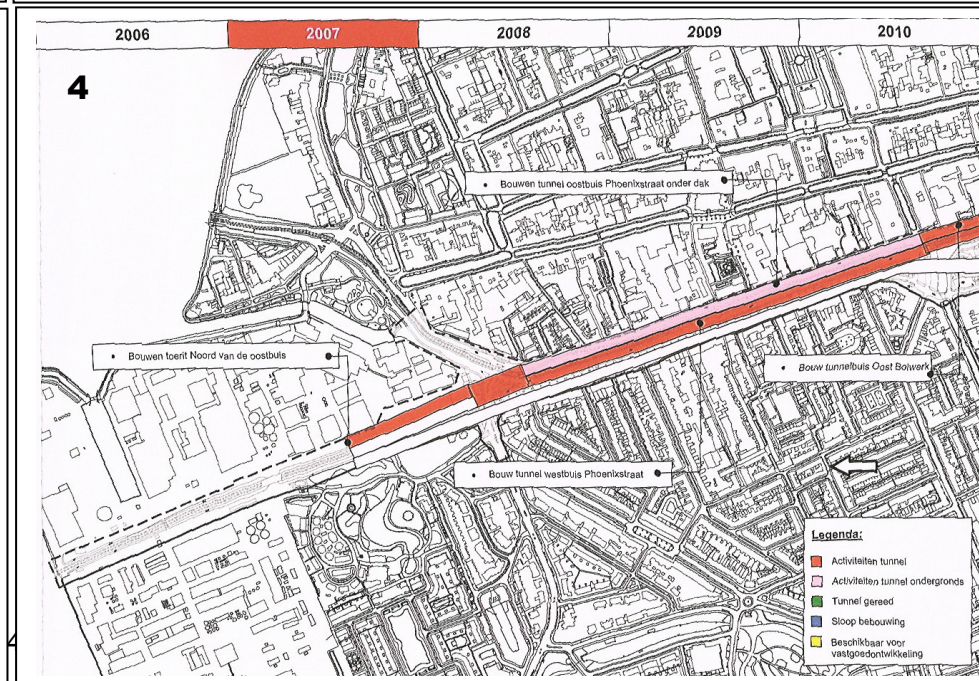 2006 2007 2008 2009 2010
4
Bouwen tunnel oostbuis Phoenixstraat onder dak
Bouwen toerit Noord van de oostbuis
Bouw tunnelbuis Oost Bolwerk
Bouw tunnel westbuis Phoenixstraat
Legenda:
Activiteiten tunnel
Activiteiten tunnel ondergronds
Tunnel gereed
Sloop bebouwing
Beschikbaar voor
vastgoedontwikkeling